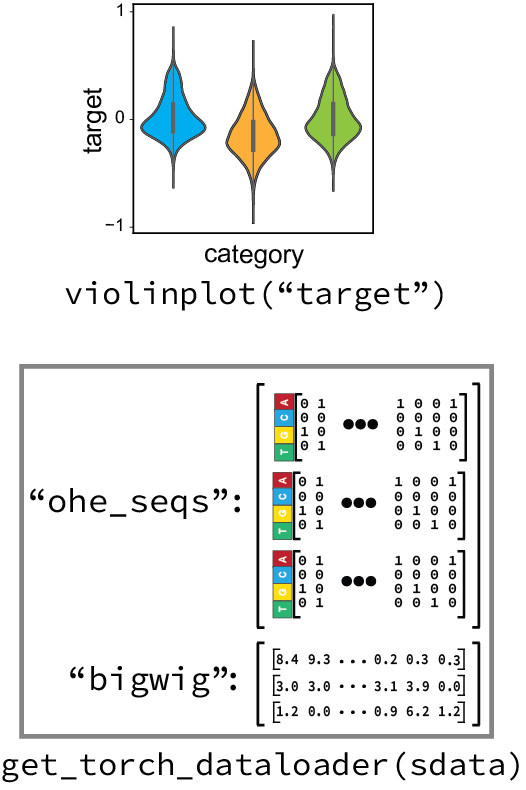 1
target
0
−1
category
violinplot(“target”)
“ohe_seqs”:
A 0 1 ●●● 1 0 0 1
C 0 0 0 0 0 0
G 1 0 0 1 0 0
T 0 1 0 0 1 0
A 0 1 ●●● 1 0 0 1
C 0 0 0 0 0 0
G 1 0 0 1 0 0
T 0 1 0 0 1 0
A 0 1 ●●● 1 0 0 1
C 0 0 0 0 0 0
G 1 0 0 1 0 0
T 0 1 0 0 1 0
“bigwig”:
[8.4 9.3 ••• 0.2 0.3 0.3]
[3.0 3.0 ••• 3.1 3.9 0.0]
[1.2 0.0 ••• 0.9 6.2 1.2]
get_torch_dataloader(sdata)